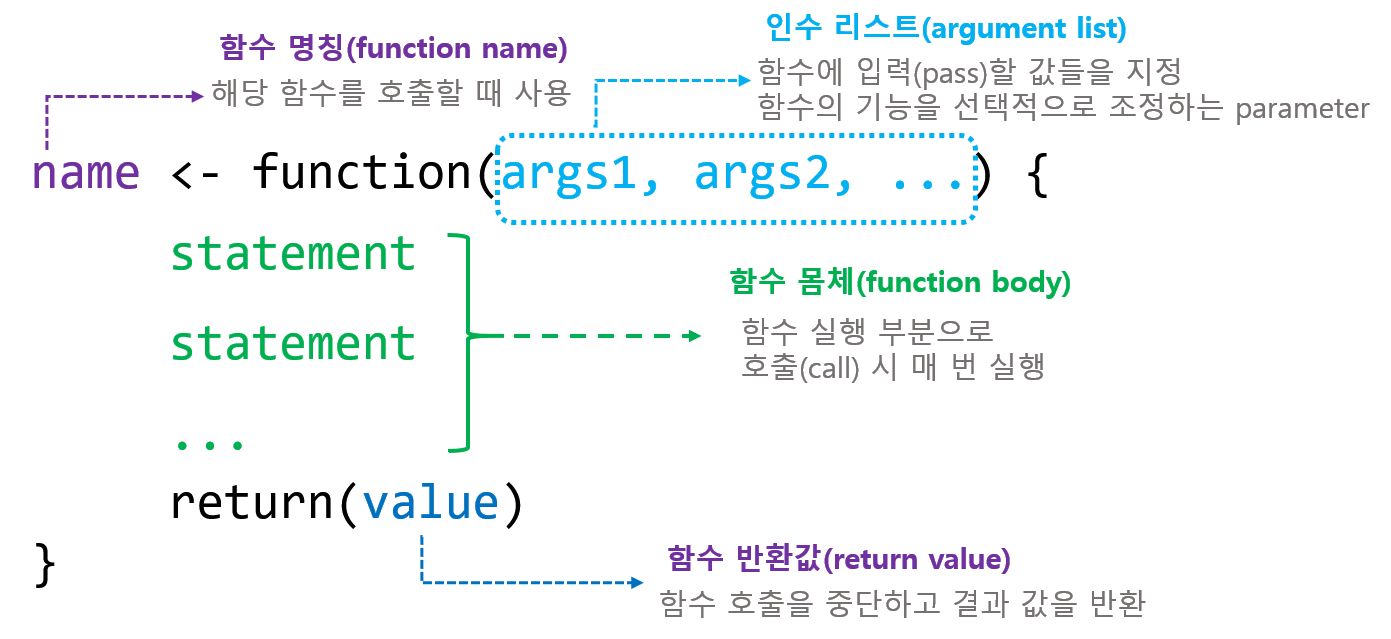 함수 명칭(function name)
해당 함수를 호출할 때 사용
인수 리스트(argument list)
함수에 입력(pass)할 값들을 지정
함수의 기능을 선택적으로 조정하는 parameter
name <- function(args1, args2, ...) {
statement
statement
...
함수 몸체(function body)
함수 실행 부분으로
호출(call) 시 매 번 실행
return(value)
}
함수 반환값(return value)
함수 호출을 중단하고 결과 값을 반환